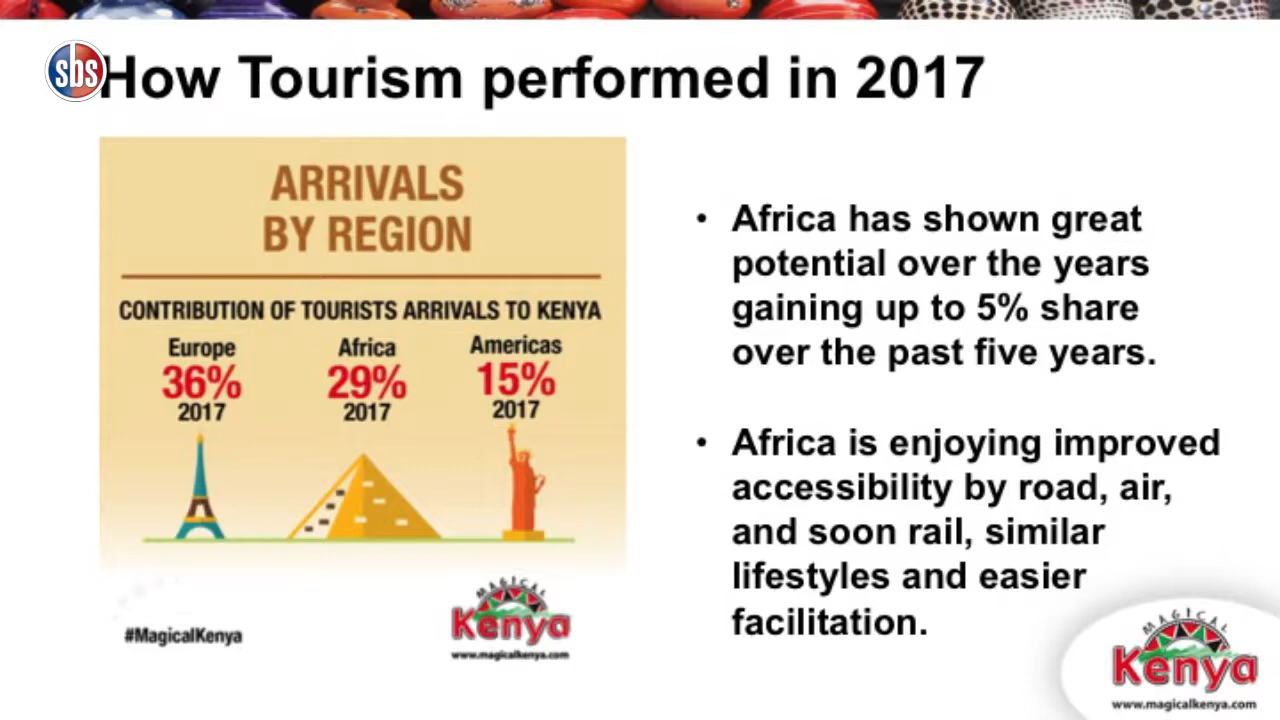 sbs
How Tourism performed in 2017
ARRIVALS
BY REGION
CONTRIBUTION OF TOURISTS ARRIVALS TO KENYA
Europe
36%
2017
Africa
29%
2017
Americas
15%
2017
#MagicalKenya
MAGICAL
Kenya
www.magicalkenya.com
• Africa has shown great
potential over the years
gaining up to 5% share
over the past five years.
• Africa is enjoying improved
accessibility by road, air,
and soon rail, similar
lifestyles and easier
facilitation.
MAGICAL
Kenya
www.magicalkenya.com